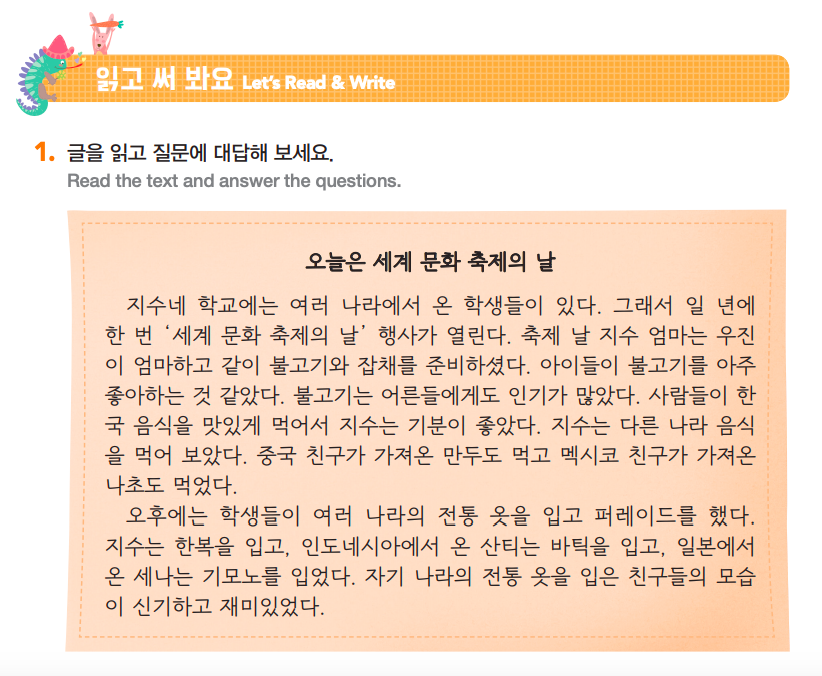 읽고 써 봐요 Let's Read & Write
1. 글을 읽고 질문에 대답해 보세요.
Read the text and answer the questions.
오늘은 세계 문화 축제의 날
지수네 학교에는 여러 나라에서 온 학생들이 있다. 그래서 일 년에
한 번 ‘세계 문화 축제의 날’ 행사가 열린다. 축제 날 지수 엄마는 우진
이 엄마하고 같이 불고기와 잡채를 준비하셨다. 아이들이 불고기를 아주
좋아하는 것 같았다. 불고기는 어른들에게도 인기가 많았다. 사람들이 한
국 음식을 맛있게 먹어서 지수는 기분이 좋았다. 지수는 다른 나라 음식
을 먹어 보았다. 중국 친구가 가져온 만두도 먹고 멕시코 친구가 가져온
나초도 먹었다.
오후에는 학생들이 여러 나라의 전통 옷을 입고 퍼레이드를 했다.
지수는 한복을 입고, 인도네시아에서 온 산티는 바틱을 입고, 일본에서
온 세나는 기모노를 입었다. 자기 나라의 전통 옷을 입은 친구들의 모습
이 신기하고 재미있었다.